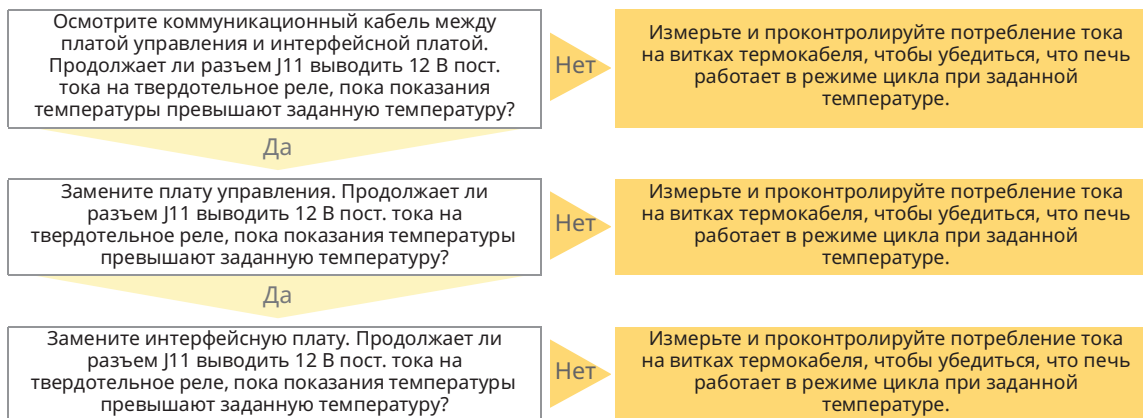 Осмотрите коммуникационный кабель между
платой управления и интерфейсной платой.
Продолжает ли разъем J11 выводить 12 В пост.
тока на твердотельное реле, пока показания
температуры превышают заданную температуру?
Нет
Измерьте и проконтролируйте потребление тока
на витках термокабеля, чтобы убедиться, что печь
работает в режиме цикла при заданной
температуре.
Да
Замените плату управления. Продолжает ли
разъем J11 выводить 12 В пост. тока на
твердотельное реле, пока показания температуры
превышают заданную температуру?
Нет
Измерьте и проконтролируйте потребление тока
на витках термокабеля, чтобы убедиться, что печь
работает в режиме цикла при заданной
температуре.
Да
Замените интерфейсную плату. Продолжает ли
разъем J11 выводить 12 В пост. тока на
твердотельное реле, пока показания температуры
превышают заданную температуру?
Нет
Измерьте и проконтролируйте потребление тока
на витках термокабеля, чтобы убедиться, что печь
работает в режиме цикла при заданной
температуре.